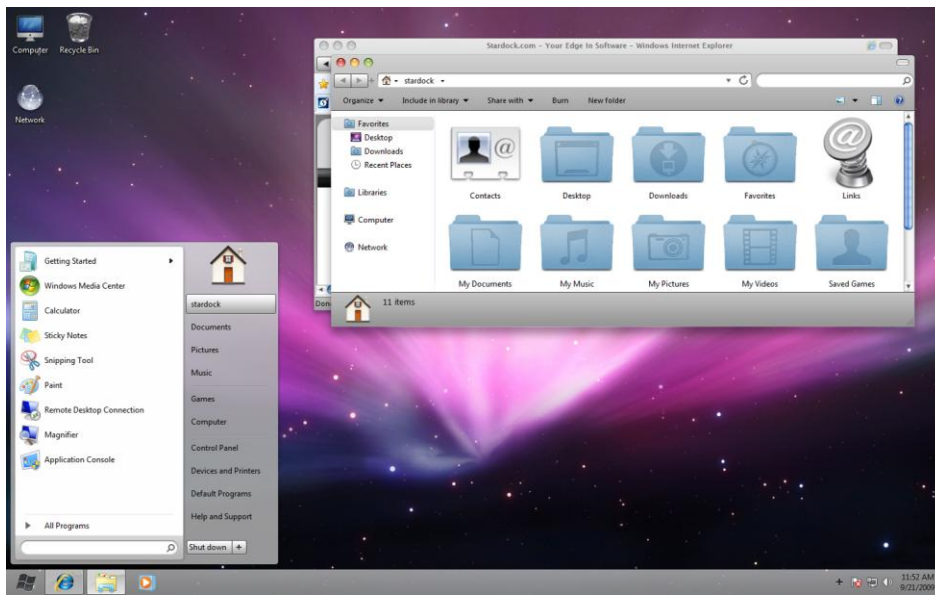 Computer
Recycle Bin
Network
Stardock.com - Your Edge In Software - Windows Internet Explorer
stardock
Organize
Include in library
Share with
Burn
New folder
Favorites
Desktop
Downloads
Recent Places
Libraries
Computer
Network
Contacts
Desktop
Downloads
Favorites
Links
My Documents
My Music
My Pictures
My Videos
Saved Games
11 items
Getting Started
Windows Media Center
Calculator
Sticky Notes
Snipping Tool
Paint
Remote Desktop Connection
Magnifier
Application Console
All Programs
stardock
Documents
Pictures
Music
Games
Computer
Control Panel
Devices and Printers
Default Programs
Help and Support
Shut down
11:52 AM
9/21/2009